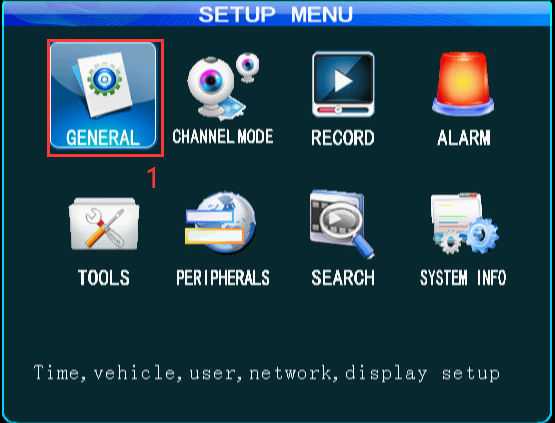 SETUP MENU
GENERAL CHANNEL MODE RECORD ALARM
1
TOOLS PERIPHERALS SEARCH SYSTEM INFO
Time,vehicle,user,network,display setup